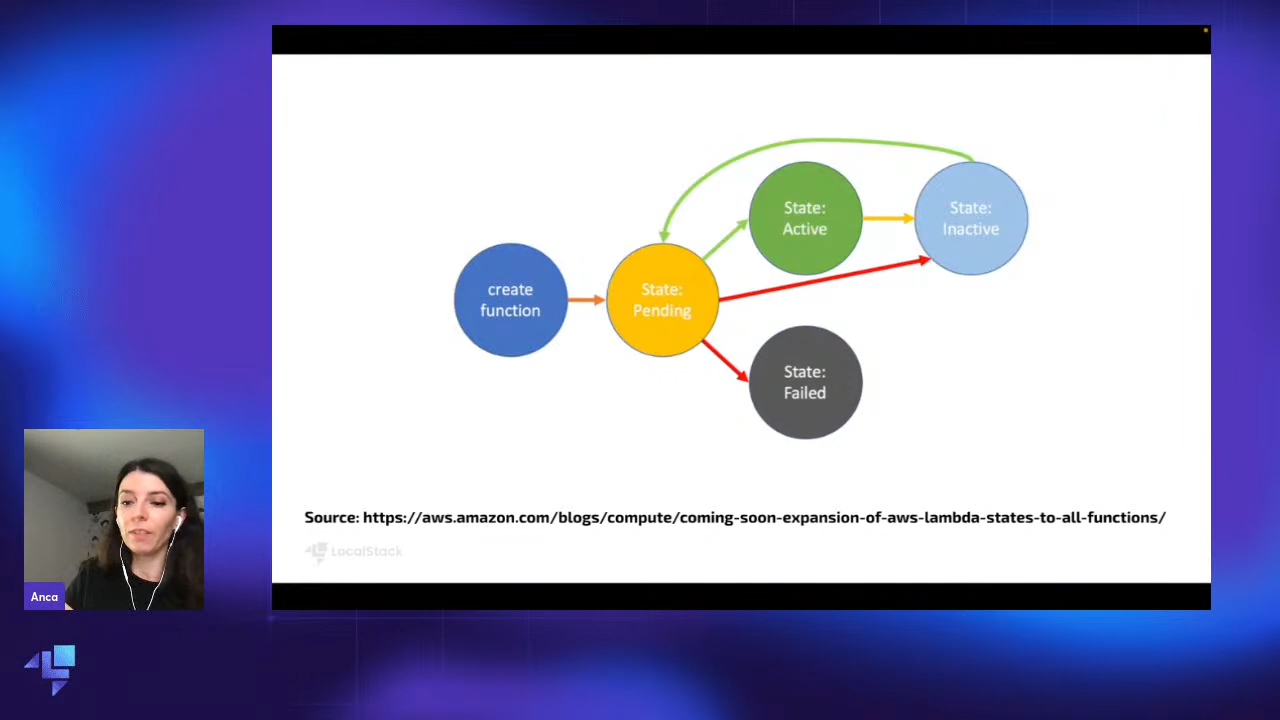 State:
Active
State:
Inactive
create
function
State:
Pending
State:
Failed
Source: https://aws.amazon.com/blogs/compute/coming-soon-expansion-of-aws-lambda-states-to-all-functions/
LocalStack
Anca